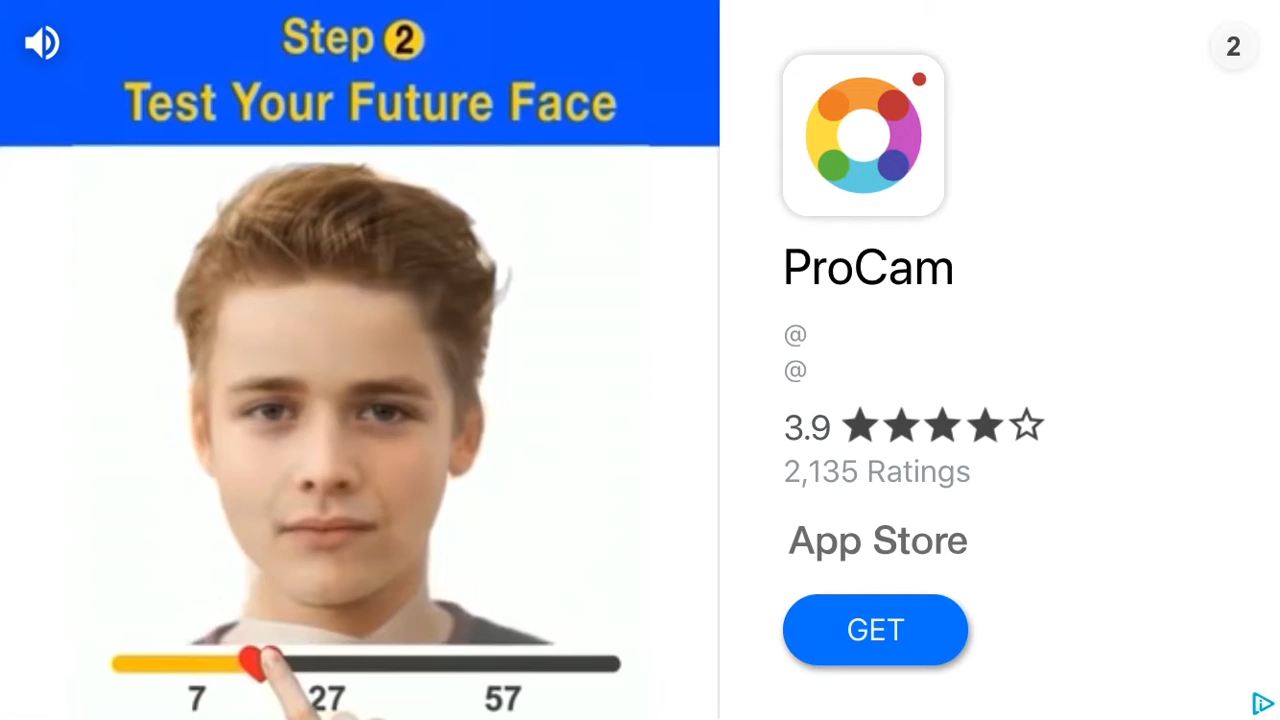 Step 2
Test Your Future Face
7 27 57
2
ProCam
@
@
3.9
2,135 Ratings
App Store
GET